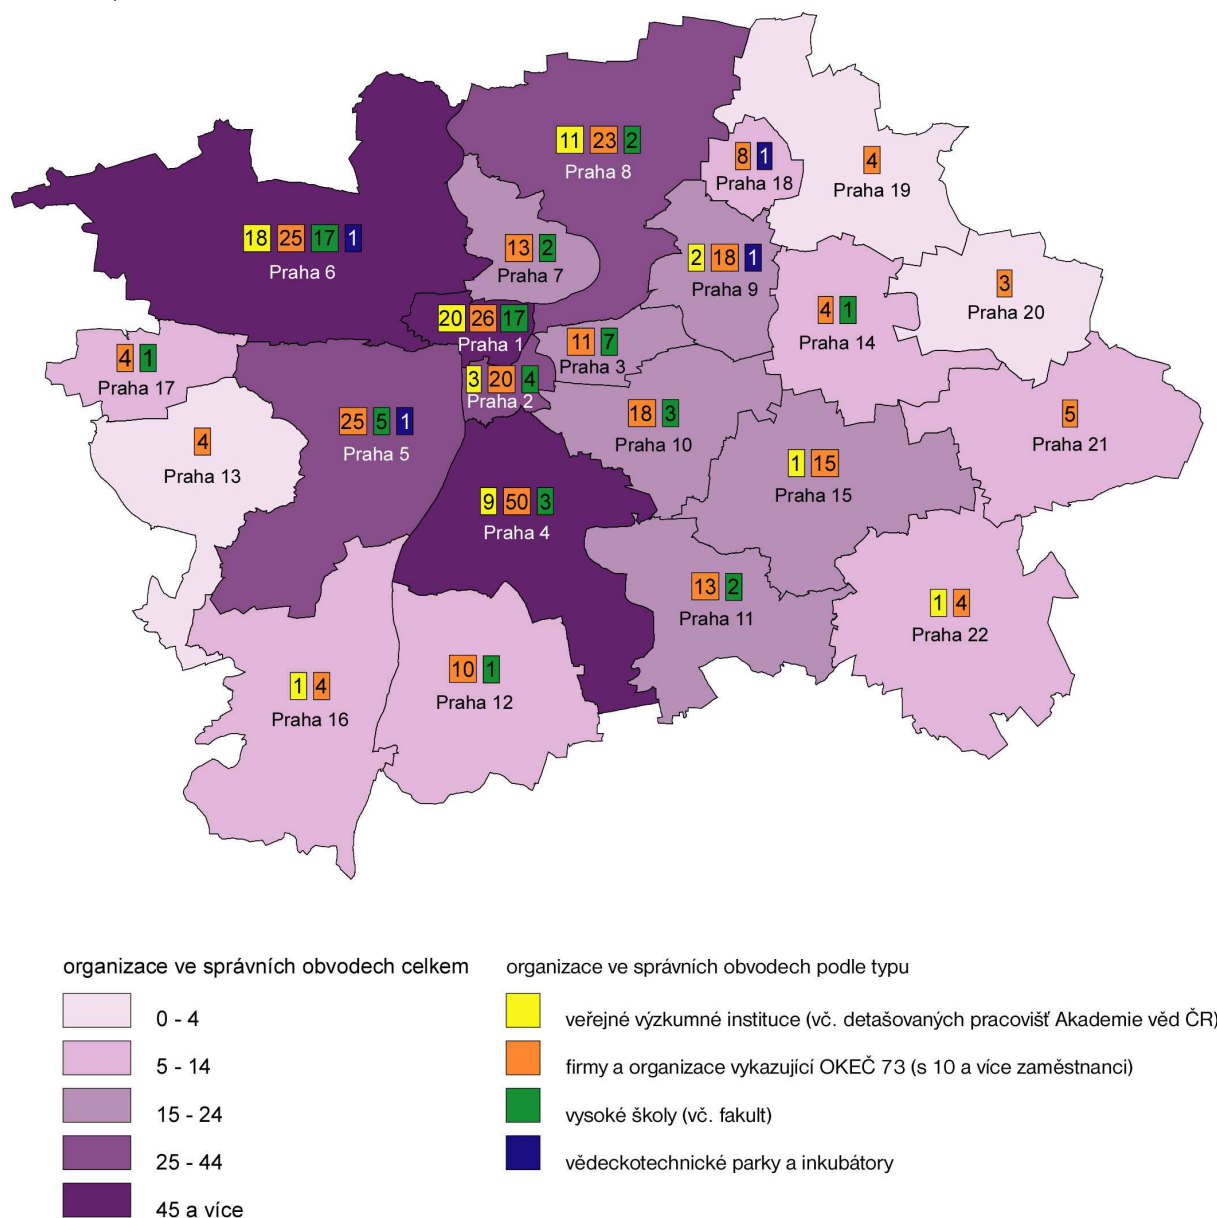 11 23 2
Praha 8
8 1
Praha 18
4
Praha 19
18 25 17 1
Praha 6
13 2
Praha 7
2 18 1
Praha 9
3
Praha 20
20 26 17
Praha 1
11 7
Praha 3
4 1
Praha 14
4 1
Praha 17
3 20 4
Praha 2
25 5 1
Praha 5
18 3
Praha 10
5
Praha 21
4
Praha 13
1 15
Praha 15
9 50 3
Praha 4
13 2
Praha 11
1 4
Praha 22
10 1
Praha 12
1 4
Praha 16
organizace ve správních obvodech celkem
0 - 4
5 - 14
15 - 24
25 - 44
45 a více
organizace ve správních obvodech podle typu
veřejné výzkumné instituce (vč. detašovaných pracovišť Akademie věd ČR)
firmy a organizace vykazující OKEČ 73 (s 10 a více zaměstnanci)
vysoké školy (vč. fakult)
vědeckotechnické parky a inkubátory